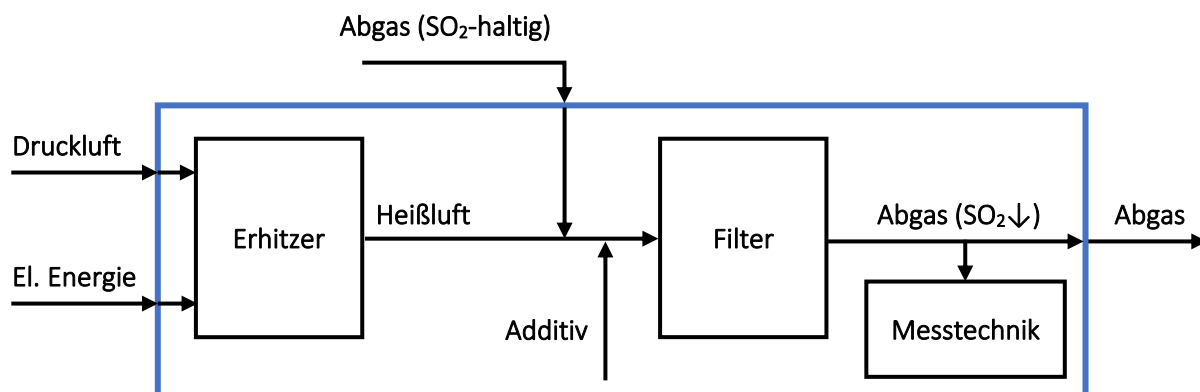 Abgas (SO₂-haltig)
Druckluft
Heißluft
Erhitzer
Filter
Abgas (SO₂↓)
Abgas
El. Energie
Additiv
Messtechnik